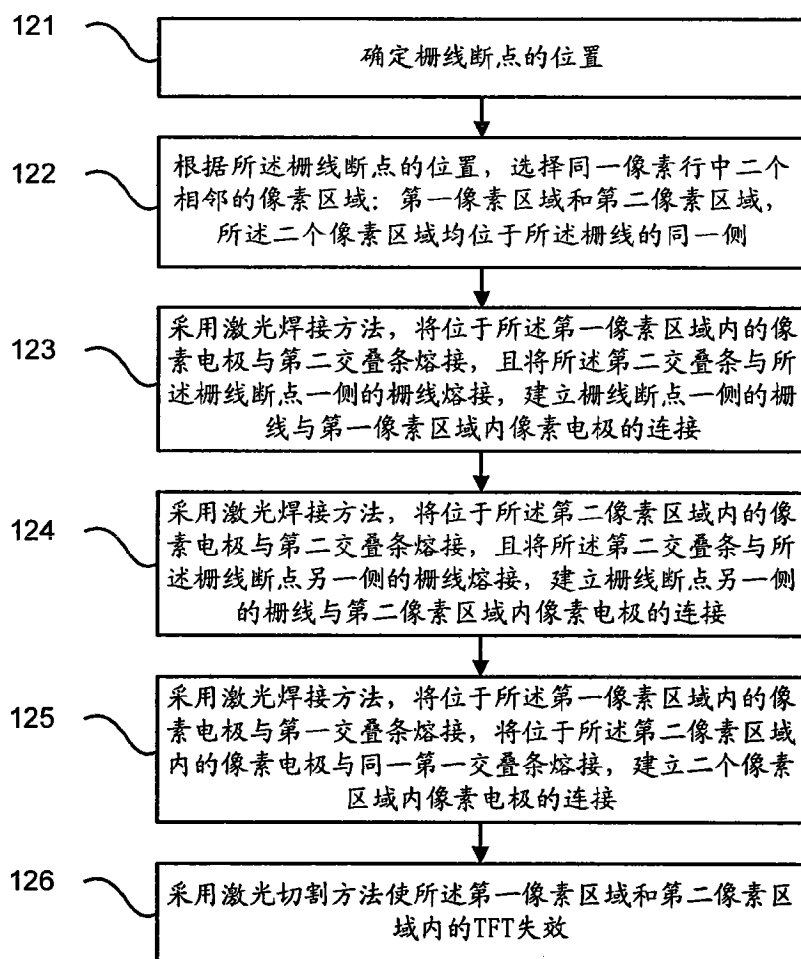 121
确定栅线断点的位置
122
根据所述栅线断点的位置，选择同一像素行中二个
相邻的像素区域：第一像素区域和第二像素区域，
所述二个像素区域均位于所述栅线的同一侧
123
采用激光焊接方法，将位于所述第一像素区域内的像
素电极与第二交叠条熔接，且将所述第二交叠条与所
述栅线断点一侧的栅线熔接，建立栅线断点一侧的栅
线与第一像素区域内像素电极的连接
124
采用激光焊接方法，将位于所述第二像素区域内的像
素电极与第二交叠条熔接，且将所述第二交叠条与所
述栅线断点另一侧的栅线熔接，建立栅线断点另一侧
的栅线与第二像素区域内像素电极的连接
125
采用激光焊接方法，将位于所述第一像素区域内的像
素电极与第一交叠条熔接，将位于所述第二像素区域
内的像素电极与同一第一交叠条熔接，建立二个像素
区域内像素电极的连接
126
采用激光切割方法使所述第一像素区域和第二像素区
域内的TFT失效